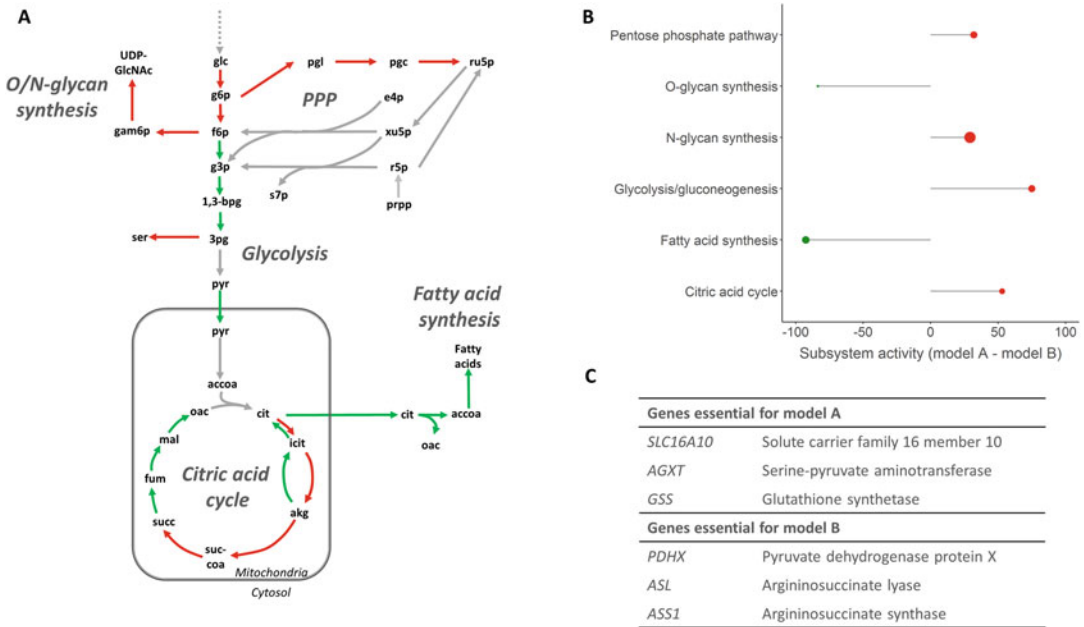 A
glc
UDP-
GlcNAc
O/N-glycan
synthesis
g6p
pgl
pgc
ru5p
PPP
e4p
gam6p
f6p
xu5p
g3p
r5p
s7p
prpp
1,3-bpg
ser
3pg
Glycolysis
pyr
pyr
Fatty acid
synthesis
Fatty
acids
accoa
oac
cit
cit
accoa
oac
mal
icit
Citric acid
cycle
fum
akg
succ
suc-
coa
Mitochondria
Cytosol
B
Pentose phosphate pathway
O-glycan synthesis
N-glycan synthesis
Glycolysis/gluconeogenesis
Fatty acid synthesis
Citric acid cycle
-100 -50 0 50 100
Subsystem activity (model A - model B)
C
Genes essential for model A
SLC16A10 Solute carrier family 16 member 10
AGXT Serine-pyruvate aminotransferase
GSS Glutathione synthetase
Genes essential for model B
PDHX Pyruvate dehydrogenase protein X
ASL Argininosuccinate lyase
ASS1 Argininosuccinate synthase